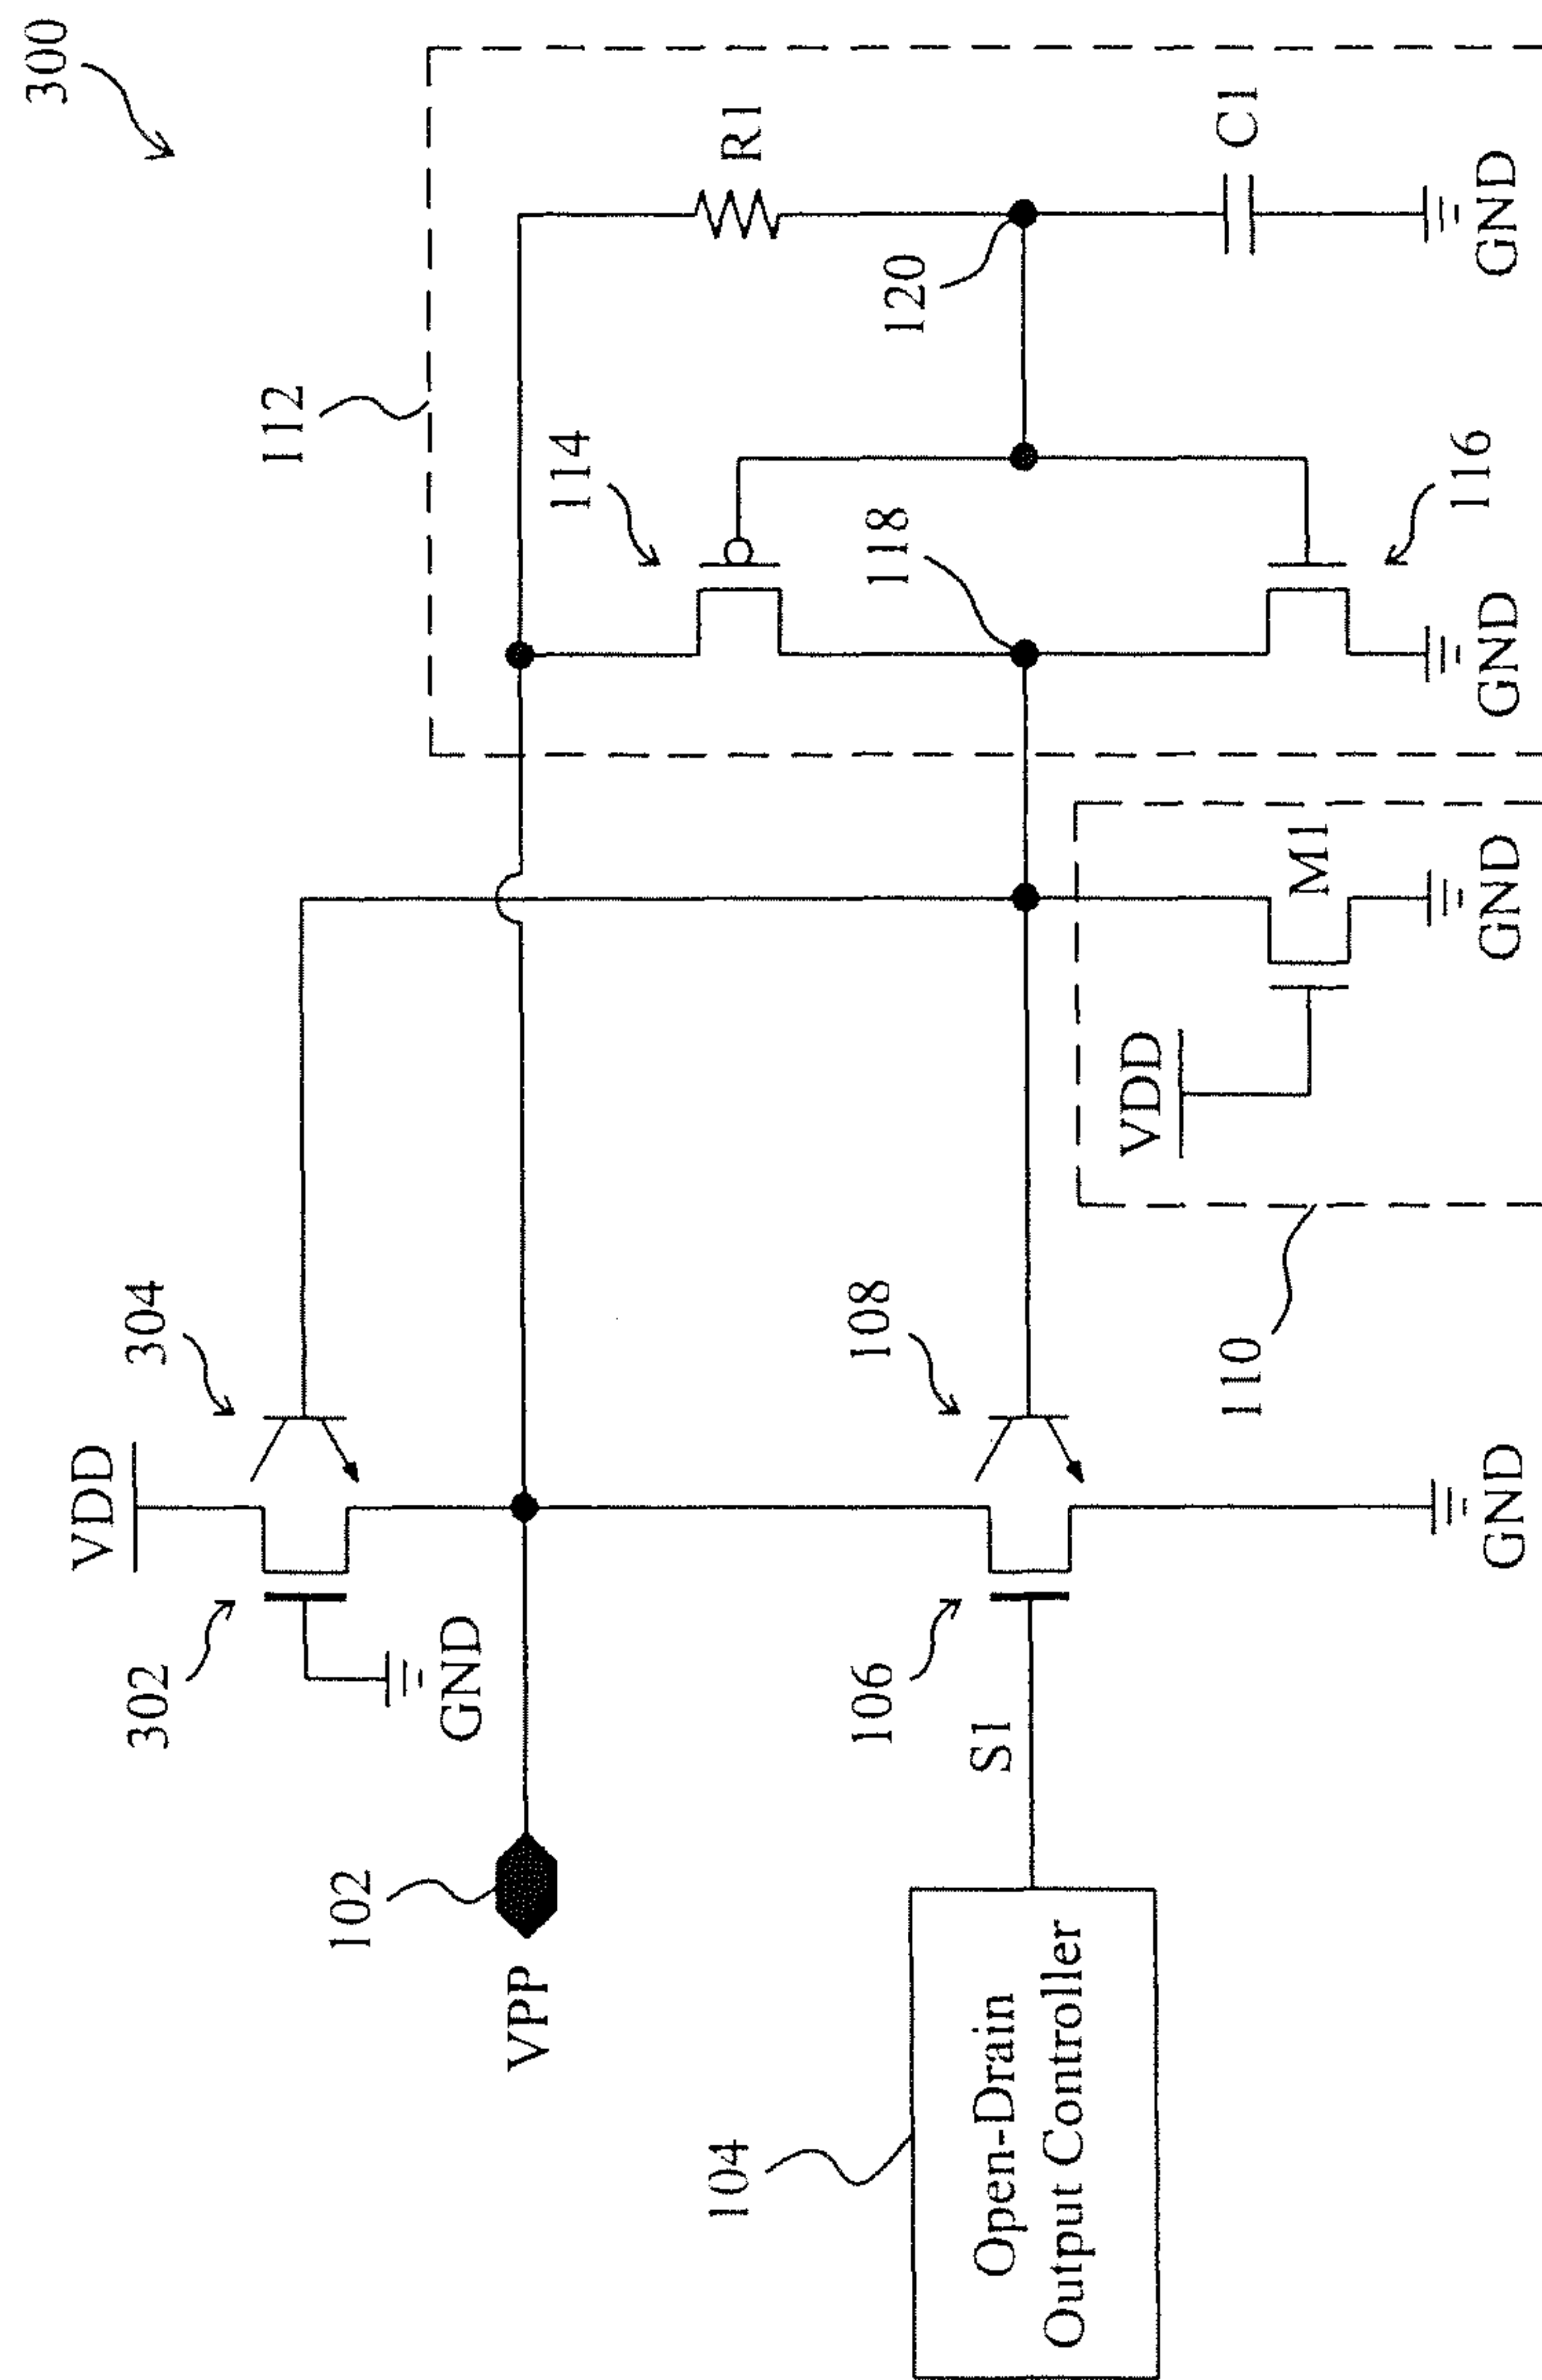 300
112
R1
C1
120
GND
114
118
116
GND
VDD
M1
GND
110
304
VDD
302
GND
108
106
S1
GND
102
VPP
104
Open-Drain
Output Controller